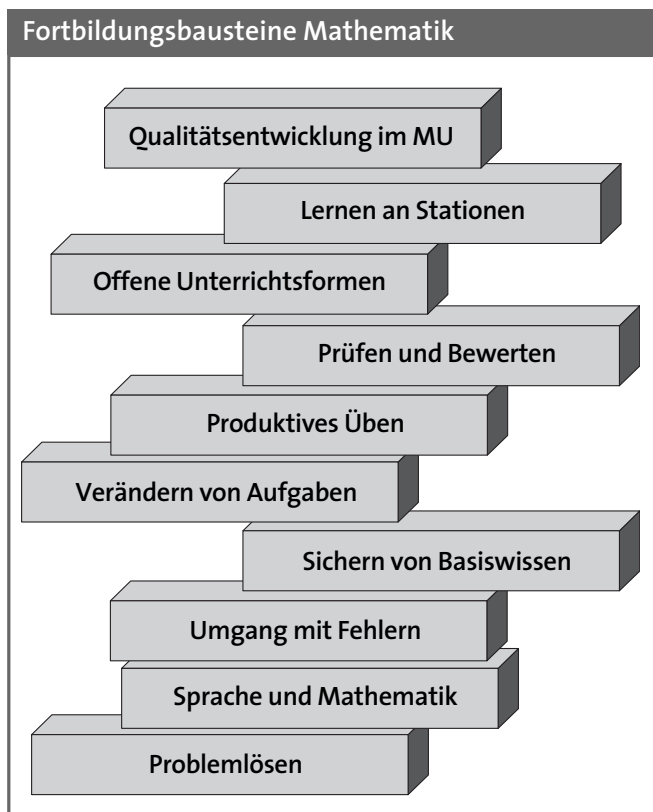 Fortbildungsbausteine Mathematik
Qualitätsentwicklung im MU
Lernen an Stationen
Offene Unterrichtsformen
Prüfen und Bewerten
Produktives Üben
Verändern von Aufgaben
Sichern von Basiswissen
Umgang mit Fehlern
Sprache und Mathematik
Problemlösen